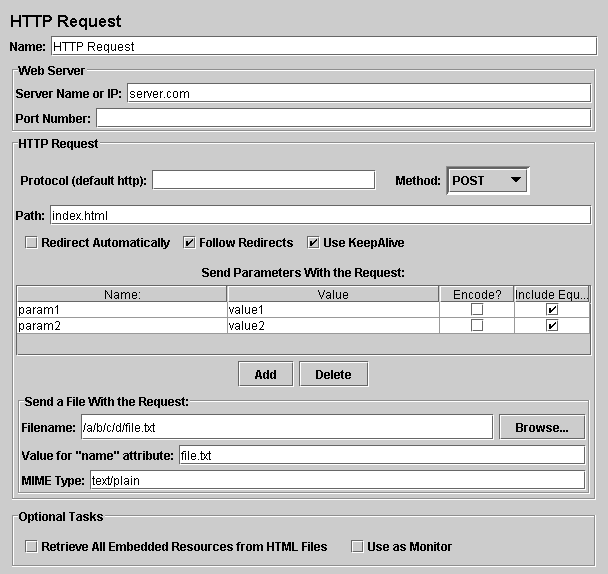 HTTP Request
Name: HTTP Request
Web Server
Server Name or IP: server.com
Port Number:
HTTP Request
Protocol (default http): Method: POST
Path: index.html
Redirect Automatically Follow Redirects Use KeepAlive
Send Parameters With the Request:
Name: Value Encode? Include Equ...
param1 value1
param2 value2
Add Delete
Send a File With the Request:
Filename: /a/b/c/d/file.txt Browse...
Value for "name" attribute: file.txt
MIME Type: text/plain
Optional Tasks
Retrieve All Embedded Resources from HTML Files Use as Monitor